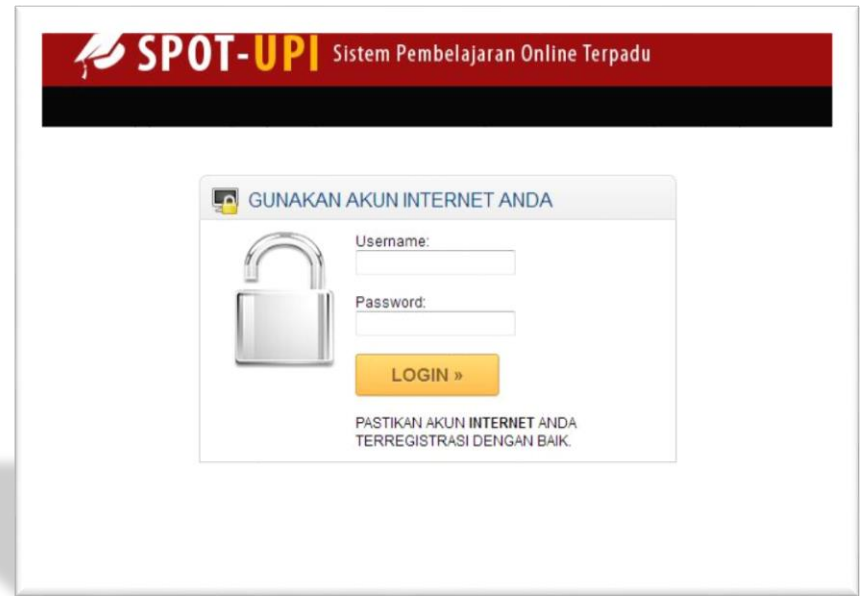 SPOT-UPI Sistem Pembelajaran Online Terpadu
GUNAKAN AKUN INTERNET ANDA
Username:
Password:
LOGIN »
PASTIKAN AKUN INTERNET ANDA
TERREGISTRASI DENGAN BAIK.